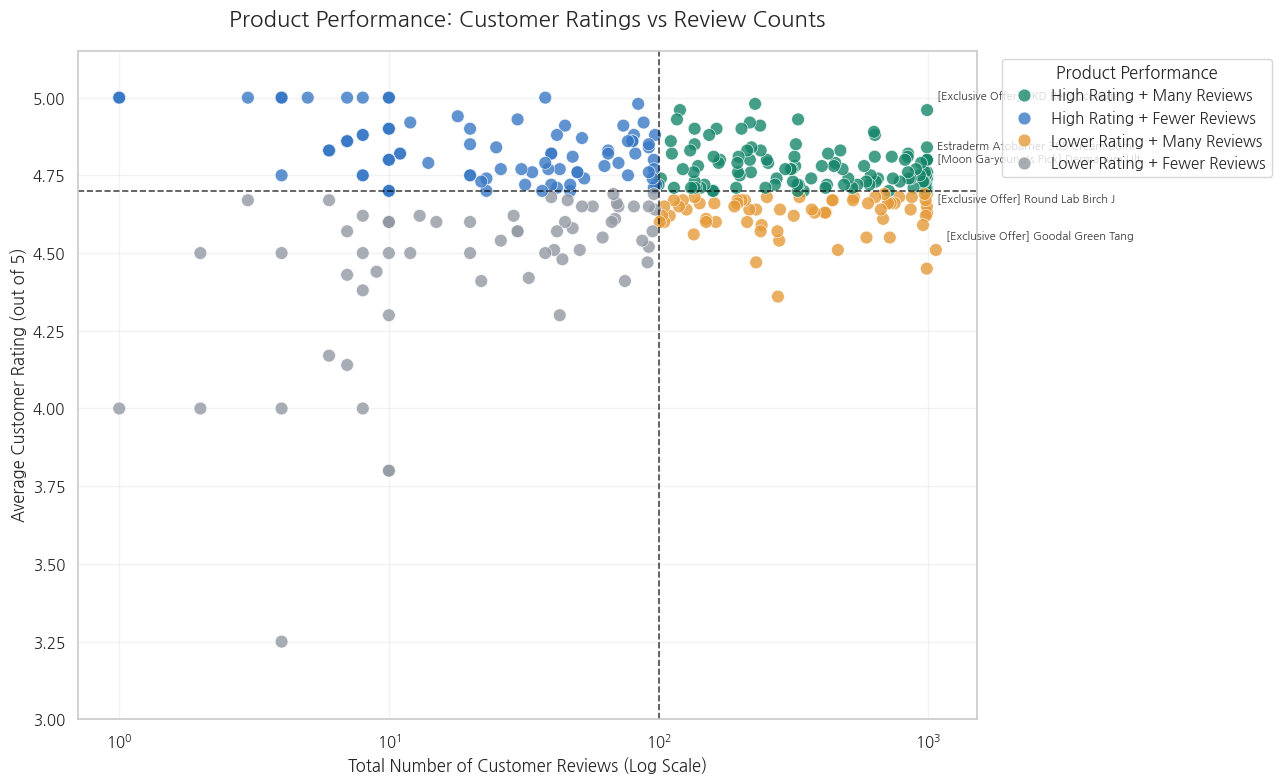 Product Performance: Customer Ratings vs Review Counts
Average Customer Rating (out of 5)
5.00
4.75
4.50
4.25
4.00
3.75
3.50
3.25
3.00
10⁰
10¹
10²
10³
Total Number of Customer Reviews (Log Scale)
Product Performance
High Rating + Many Reviews
High Rating + Fewer Reviews
Lower Rating + Many Reviews
Lower Rating + Fewer Reviews
[Exclusive Offer]
Estraderm
[Moon Ga-young's Pick]
[Exclusive Offer] Round Lab Birch J
[Exclusive Offer] Goodal Green Tang